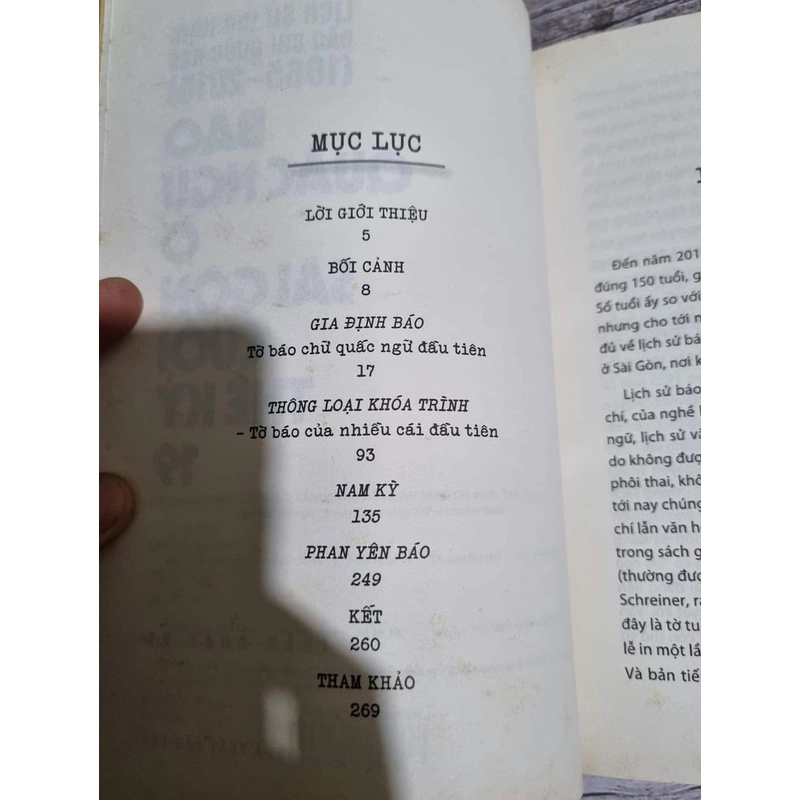 MỤC LỤC
LỜI GIỚI THIỆU
5
BỐI CẢNH
8
GIA ĐỊNH BÁO
Tờ báo chữ quốc ngữ đầu tiên
17
THÔNG LOẠI KHÓA TRÌNH
– Tờ báo của nhiều cái đầu tiên
93
NAM KỲ
135
PHAN YÊN BÁO
249
KẾT
260
THAM KHẢO
269
Đến năm 201
đúng 150 tuổi, g
Số tuổi ấy so với
nhưng cho tới n
đủ về lịch sử bá
ở Sài Gòn, nơi k
Lịch sử báo
chí, của nghề
ngữ, lịch sử v
do không đượ
phôi thai, khô
tới nay chúng
chí lẫn văn h
trong sách g
(thường đượ
Schreiner, r
đây là tờ tu
lẽ in một lầ
Và bản tiế